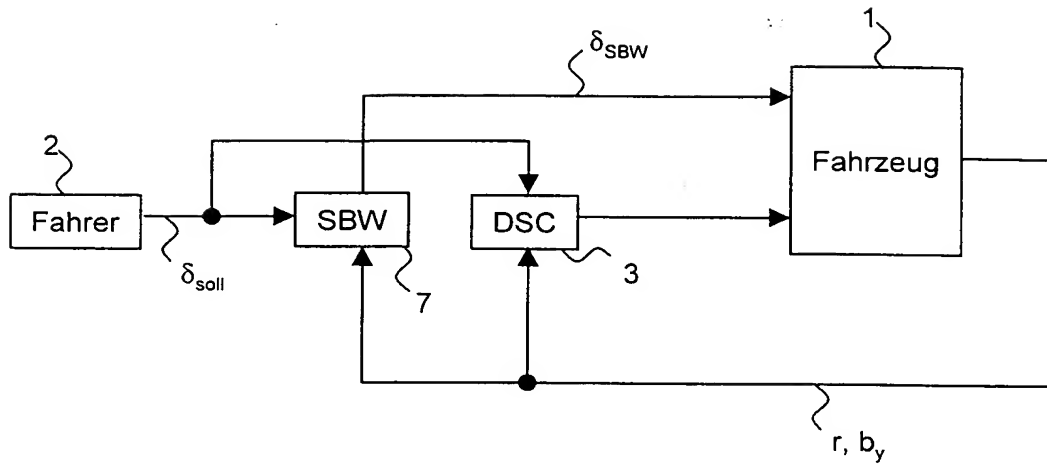 1
δSBW
2
Fahrzeug
Fahrer
SBW
DSC
δsoll
7
3
r, by